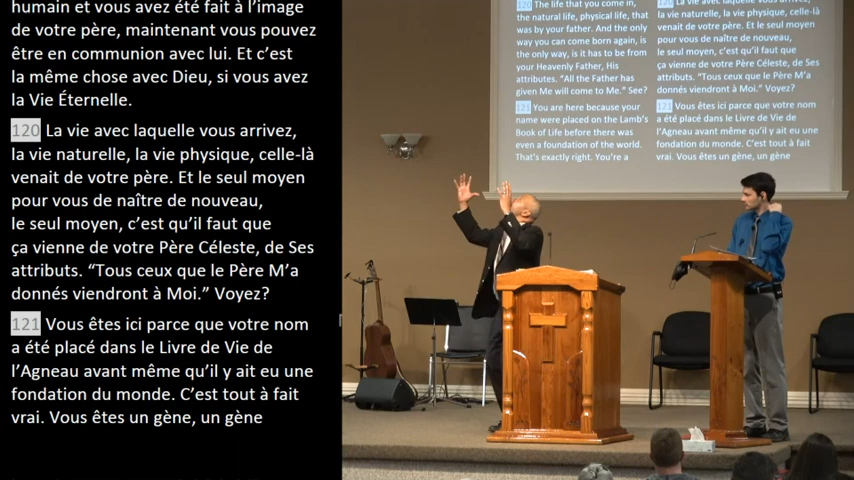 humain et vous avez été fait à l'image
de votre père, maintenant vous pouvez
être en communion avec lui. Et c'est
la même chose avec Dieu, si vous avez
la Vie Éternelle.
120 La vie avec laquelle vous arrivez,
la vie naturelle, la vie physique, celle-là
venait de votre père. Et le seul moyen
pour vous de naître de nouveau,
le seul moyen, c'est qu'il faut que
ça vienne de votre Père Céleste, de Ses
attributs. “Tous ceux que le Père M'a
donnés viendront à Moi.” Voyez?
121 Vous êtes ici parce que votre nom
a été placé dans le Livre de Vie de
l'Agneau avant même qu'il y ait eu une
fondation du monde. C'est tout à fait
vrai. Vous êtes un gène, un gène
120 The life that you come in,
the natural life, physical life, that
was by your father. And the only
way you can come born again, is
the only way, is it has to be from
your Heavenly Father, His
attributes. “All the Father has
given Me will come to Me.” See?
121 You are here because your
name were placed on the Lamb's
Book of Life before there was
even a foundation of the world.
That's exactly right. You're a
120 La vie avec laquelle vous arrivez,
la vie naturelle, la vie physique, celle-là
venait de votre père. Et le seul moyen
pour vous de naître de nouveau,
le seul moyen, c'est qu'il faut que
ça vienne de votre Père Céleste, de Ses
attributs. “Tous ceux que le Père M'a
donnés viendront à Moi.” Voyez?
121 Vous êtes ici parce que votre nom
a été placé dans le Livre de Vie de
l'Agneau avant même qu'il y ait eu une
fondation du monde. C'est tout à fait
vrai. Vous êtes un gène, un gène